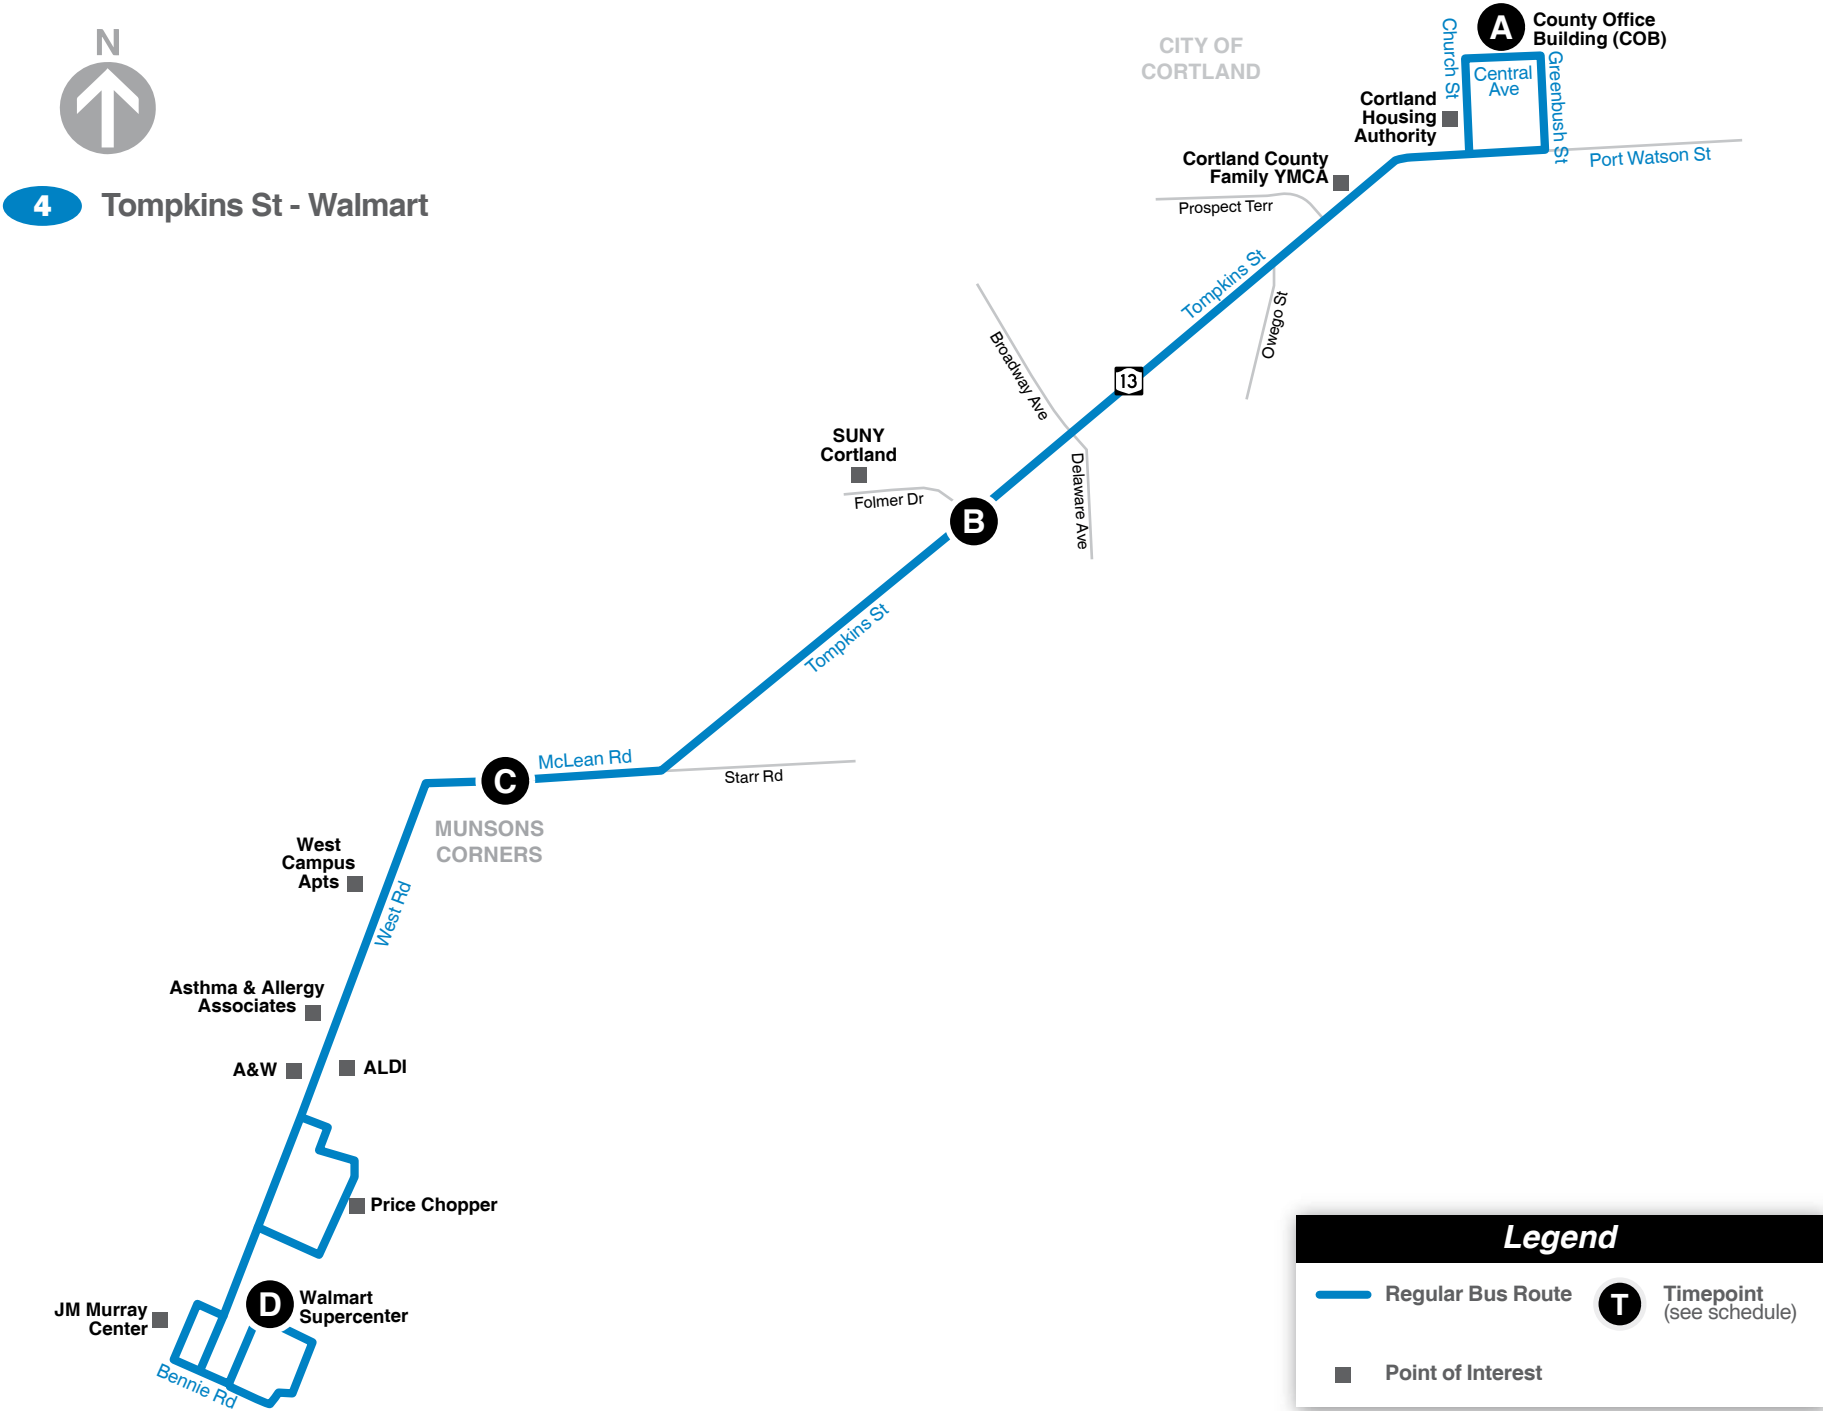 N
4
Tompkins St - Walmart
CITY OF
CORTLAND
A
County Office
Building (COB)
Church St
Central
Ave
Greenbush St
Cortland
Housing
Authority
Port Watson St
Cortland County
Family YMCA
Prospect Terr
Tompkins St
Owego St
Broadway Ave
13
SUNY
Cortland
Folmer Dr
Delaware Ave
B
Tompkins St
McLean Rd
C
Starr Rd
MUNSONS
CORNERS
West
Campus
Apts
West Rd
Asthma & Allergy
Associates
A&W
ALDI
Price Chopper
D
Walmart
Supercenter
JM Murray
Center
Bennie Rd
Legend
Regular Bus Route
T
Timepoint
(see schedule)
Point of Interest